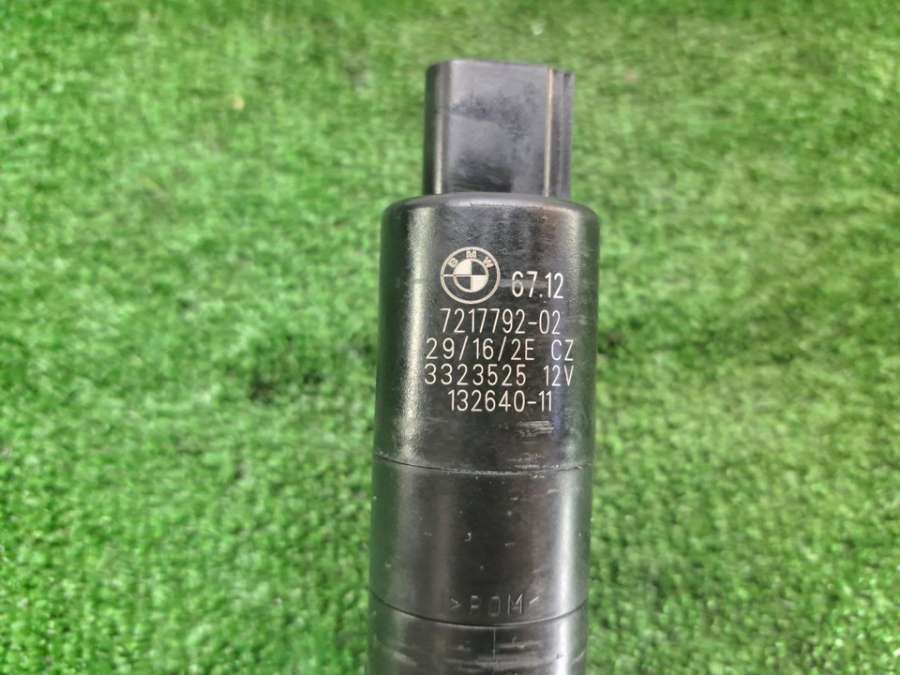 BMW 67.12
7217792-02
29/16/2E CZ
3323525 12V
132640-11
>POM<